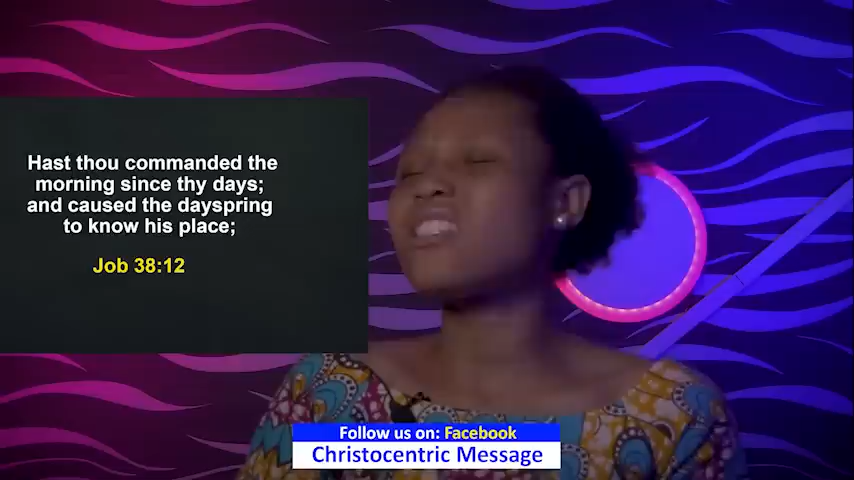 Hast thou commanded the
morning since thy days;
and caused the dayspring
to know his place;
Job 38:12
Follow us on: Facebook
Christocentric Message